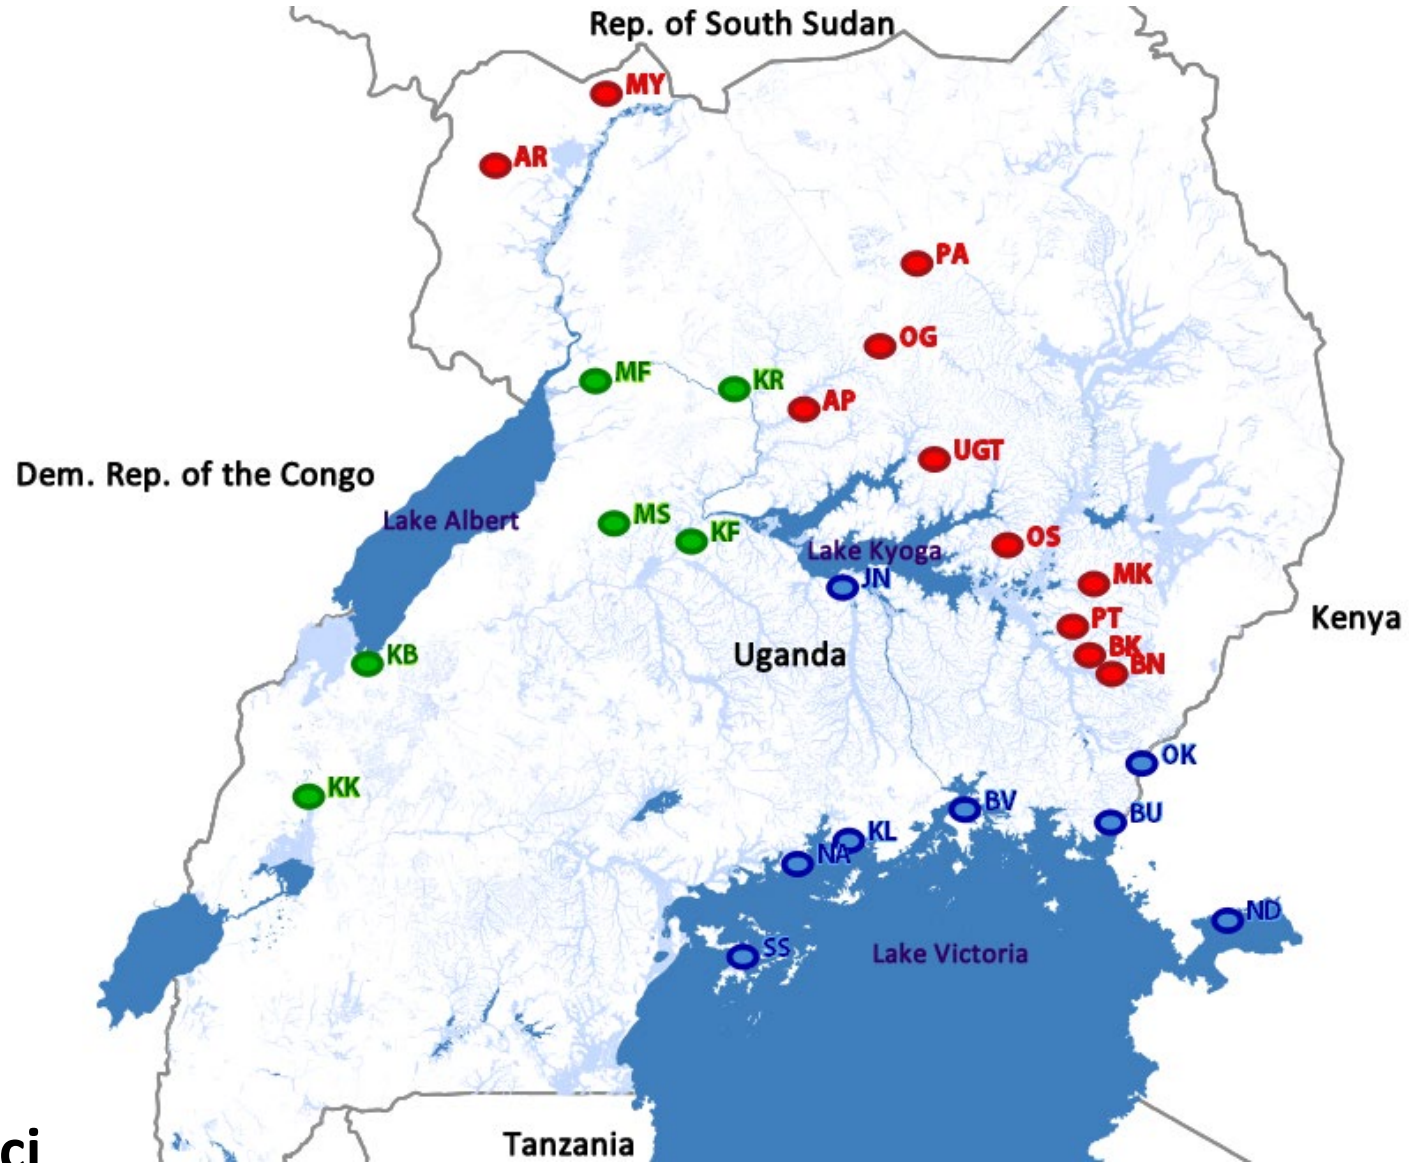 Rep. of South Sudan
MY
AR
PA
OG
MF
KR
AP
UGT
Dem. Rep. of the Congo
Lake Albert
MS
KF
OS
Lake Kyoga
JN
MK
PT
Kenya
BK
BN
Uganda
KB
OK
KK
BV
BU
KL
NA
ND
SS
Lake Victoria
Tanzania
ci